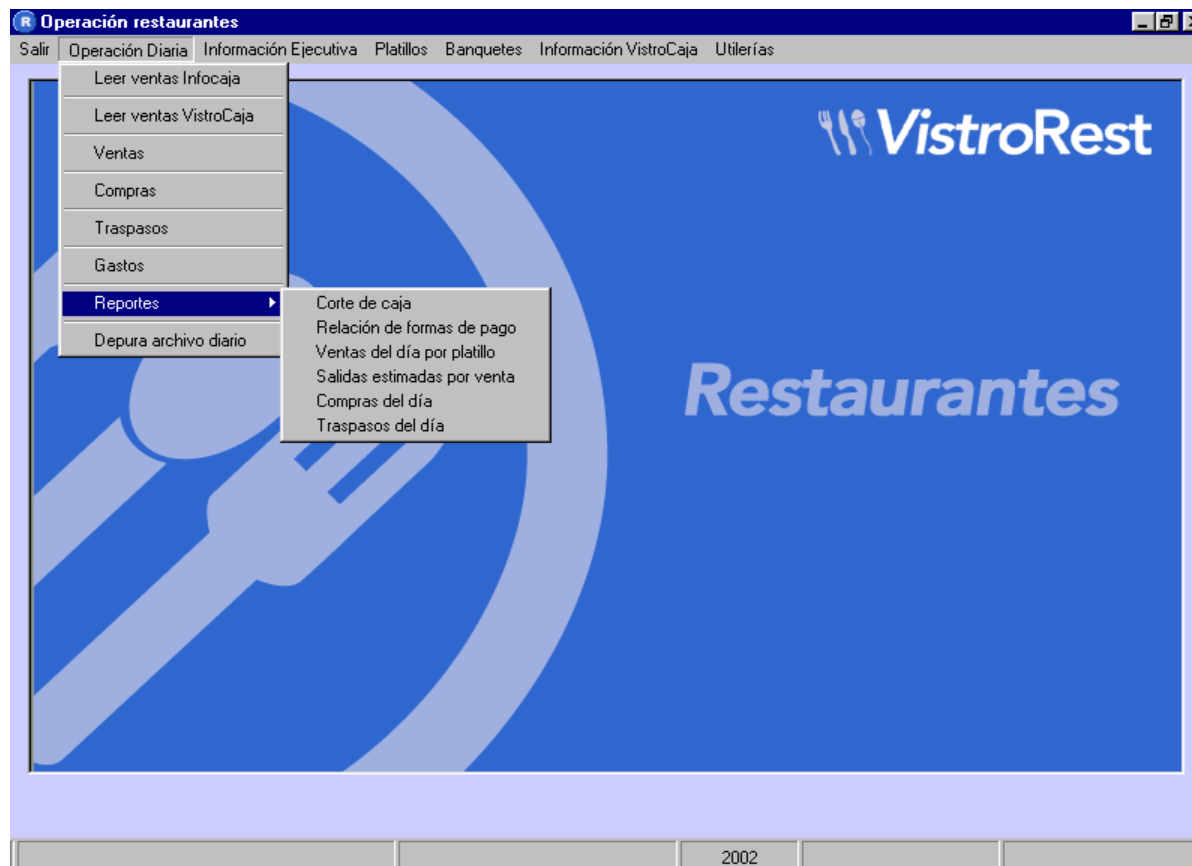 R Operación restaurantes
Salir Operación Diaria Información Ejecutiva Platillos Banquetes Información VistroCaja Utilerías
Leer ventas Infocaja
Leer ventas VistroCaja
Ventas
Compras
Traspasos
Gastos
Reportes
Depura archivo diario
Corte de caja
Relación de formas de pago
Ventas del día por platillo
Salidas estimadas por venta
Compras del día
Traspasos del día
VistroRest
Restaurantes
2002